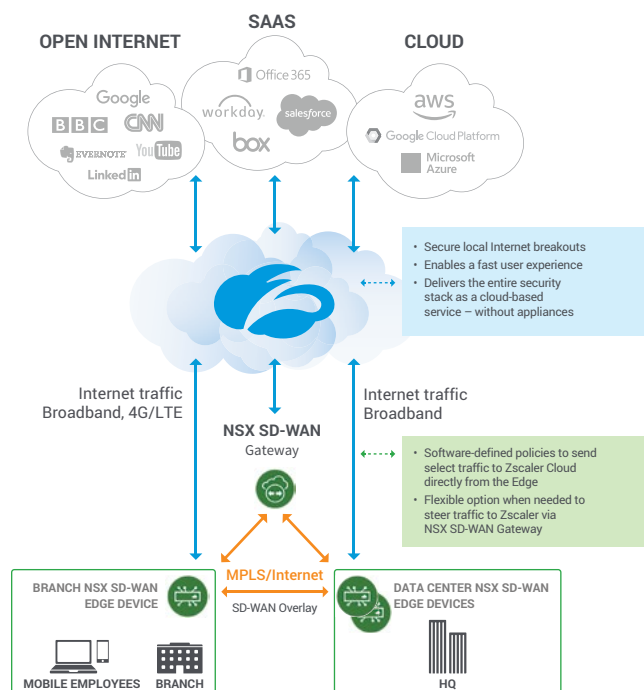 SAAS
OPEN INTERNET
CLOUD
Google
BBC
CNN
EVERNOTE
YouTube
Linkedin
Office 365
workday.
salesforce
box
aws
Google Cloud Platform
Microsoft
Azure
• Secure local Internet breakouts
• Enables a fast user experience
• Delivers the entire security
stack as a cloud-based
service – without appliances
Internet traffic
Broadband, 4G/LTE
Internet traffic
Broadband
NSX SD-WAN
Gateway
• Software-defined policies to send
select traffic to Zscaler Cloud
directly from the Edge
• Flexible option when needed to
steer traffic to Zscaler via
NSX SD-WAN Gateway
MPLS/Internet
SD-WAN Overlay
BRANCH NSX SD-WAN
EDGE DEVICE
MOBILE EMPLOYEES
BRANCH
DATA CENTER NSX SD-WAN
EDGE DEVICES
HQ